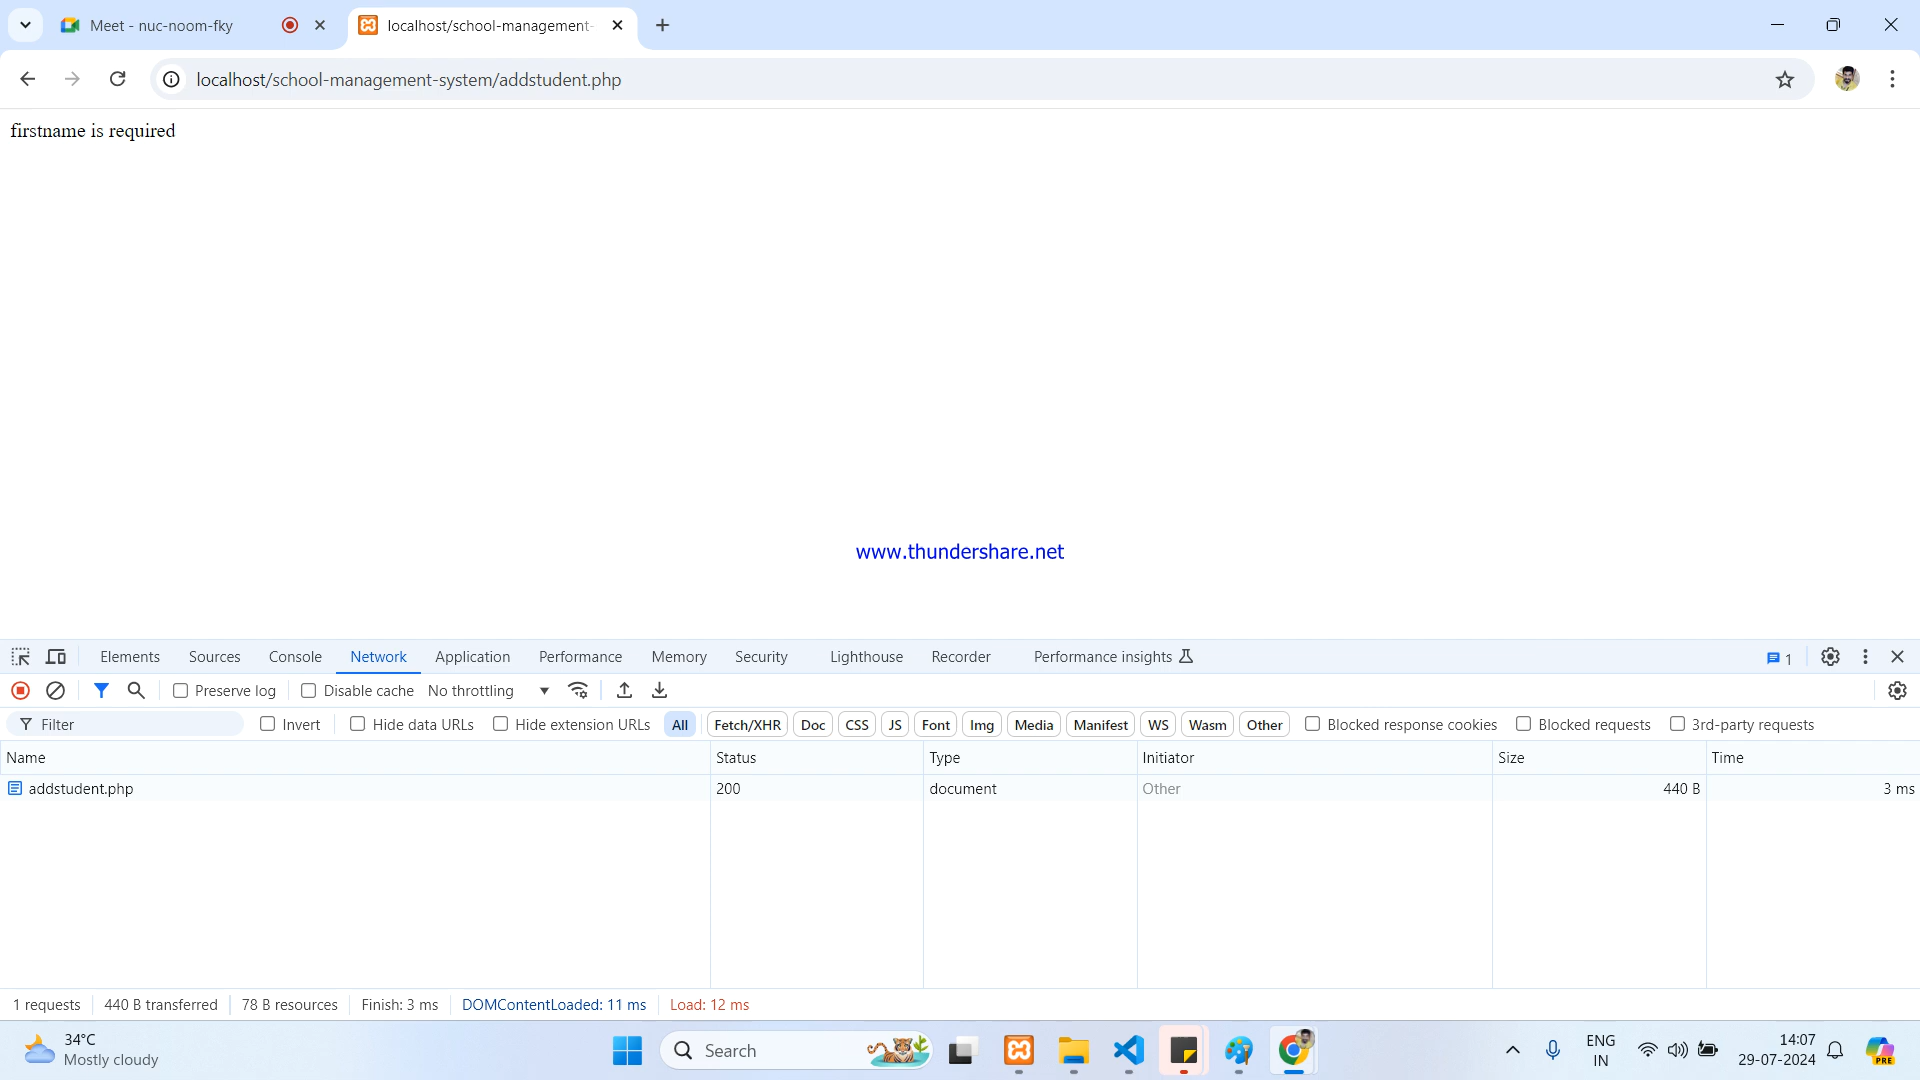 Meet - nuc-noom-fky
localhost/school-management-
localhost/school-management-system/addstudent.php
firstname is required
www.thundershare.net
Elements Sources Console Network Application Performance Memory Security Lighthouse Recorder Performance insights 1
Preserve log Disable cache No throttling
Filter Invert Hide data URLs Hide extension URLs All Fetch/XHR Doc CSS JS Font Img Media Manifest WS Wasm Other Blocked response cookies Blocked requests 3rd-party requests
Name Status Type Initiator Size Time
addstudent.php 200 document Other 440 B 3 ms
1 requests 440 B transferred 78 B resources Finish: 3 ms DOMContentLoaded: 11 ms Load: 12 ms
34°C
Mostly cloudy
Search
ENG
IN
14:07
29-07-2024
PRE